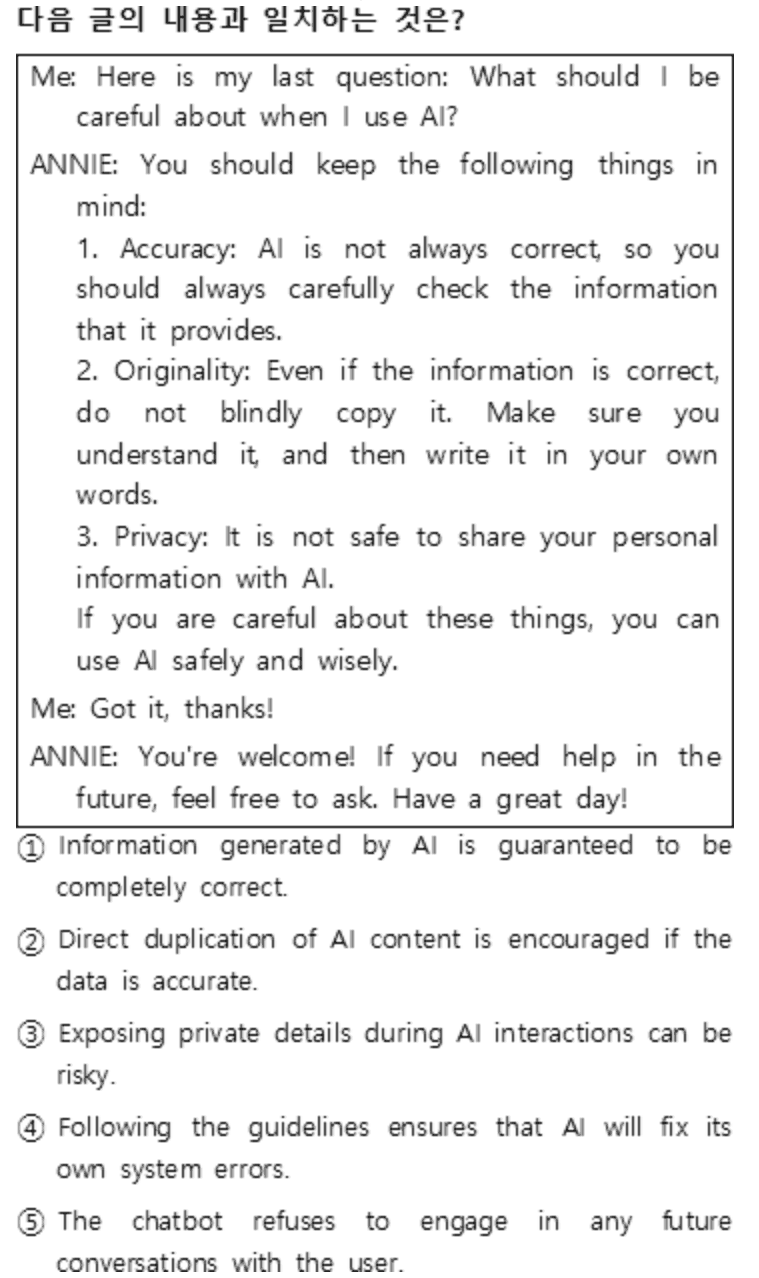 다음 글의 내용과 일치하는 것은?
Me: Here is my last question: What should I be
careful about when I use AI?
ANNIE: You should keep the following things in
mind:
1. Accuracy: AI is not always correct, so you
should always carefully check the information
that it provides.
2. Originality: Even if the information is correct,
do not blindly copy it. Make sure you
understand it, and then write it in your own
words.
3. Privacy: It is not safe to share your personal
information with AI.
If you are careful about these things, you can
use AI safely and wisely.
Me: Got it, thanks!
ANNIE: You're welcome! If you need help in the
future, feel free to ask. Have a great day!
① Information generated by AI is guaranteed to be
completely correct.
② Direct duplication of AI content is encouraged if the
data is accurate.
③ Exposing private details during AI interactions can be
risky.
④ Following the guidelines ensures that AI will fix its
own system errors.
⑤ The chatbot refuses to engage in any future
conversations with the user.